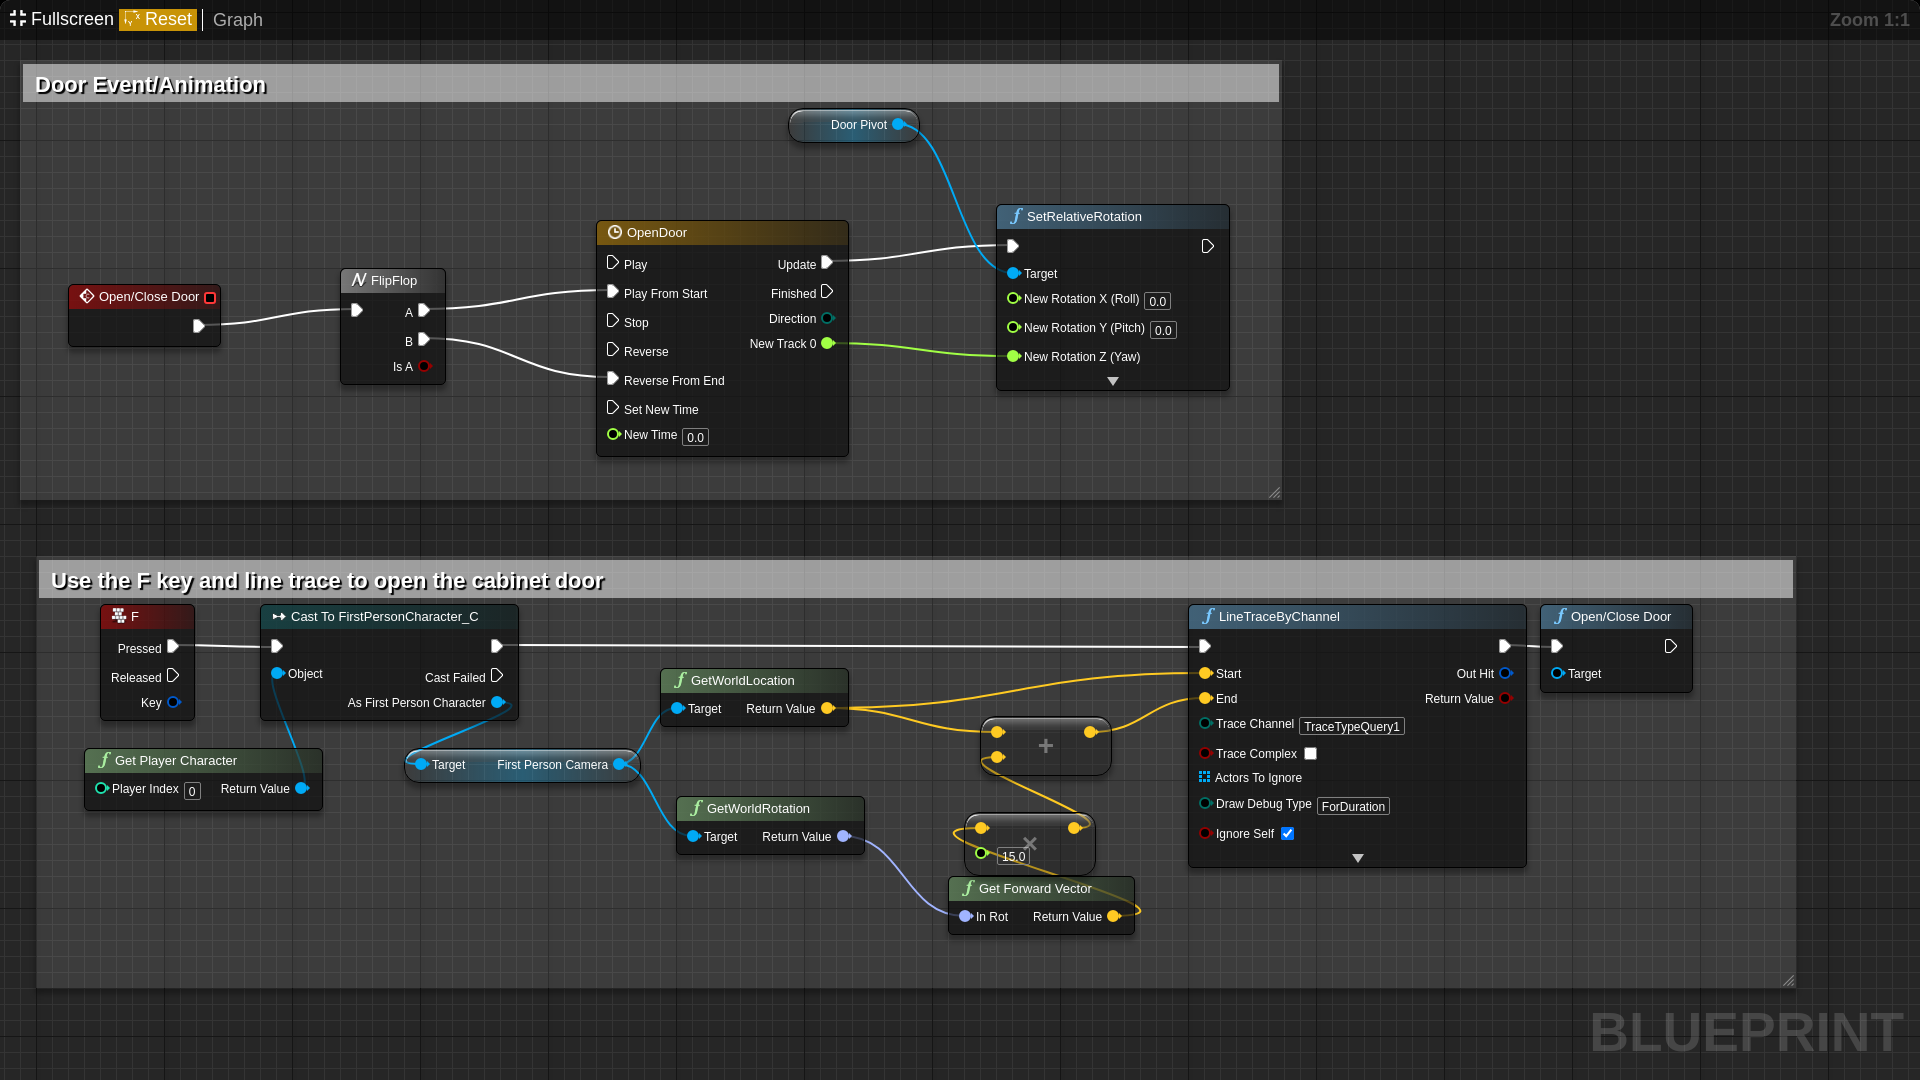 Fullscreen Reset Graph Zoom 1:1
Door Event/Animation
Door Pivot
Open/Close Door
FlipFlop
A
B
Is A
OpenDoor
Play Update
Play From Start Finished
Stop Direction
Reverse New Track 0
Reverse From End
Set New Time
New Time 0.0
SetRelativeRotation
Target
New Rotation X (Roll) 0.0
New Rotation Y (Pitch) 0.0
New Rotation Z (Yaw)
Use the F key and line trace to open the cabinet door
F
Pressed
Released
Key
Cast To FirstPersonCharacter_C
Object Cast Failed
As First Person Character
Get Player Character
Player Index 0 Return Value
Target First Person Camera
GetWorldLocation
Target Return Value
GetWorldRotation
Target Return Value
+
×
15.0
Get Forward Vector
In Rot Return Value
LineTraceByChannel
Start Out Hit
End Return Value
Trace Channel TraceTypeQuery1
Trace Complex
Actors To Ignore
Draw Debug Type ForDuration
Ignore Self
Open/Close Door
Target
BLUEPRINT